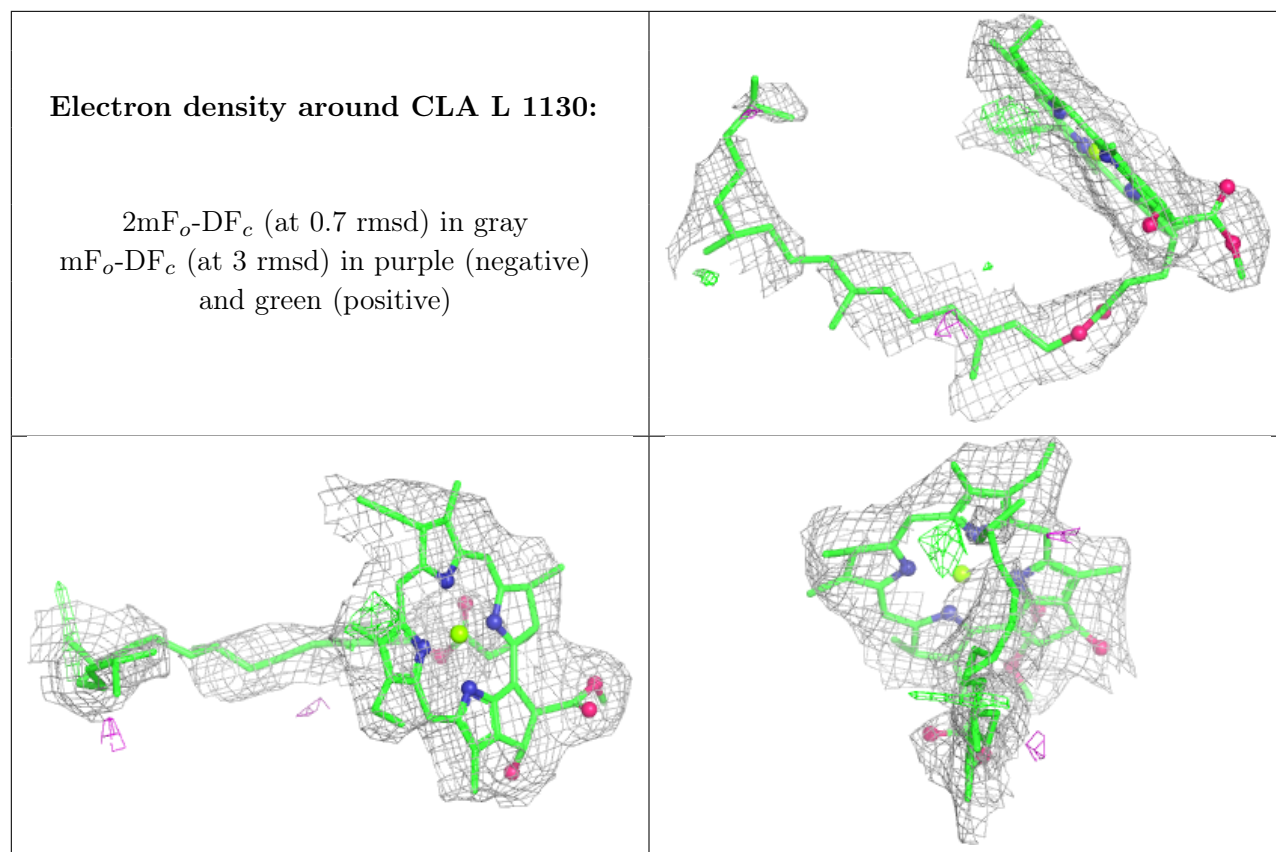 Electron density around CLA L 1130:
2mFo-DFc (at 0.7 rmsd) in gray
mFo-DFc (at 3 rmsd) in purple (negative)
and green (positive)